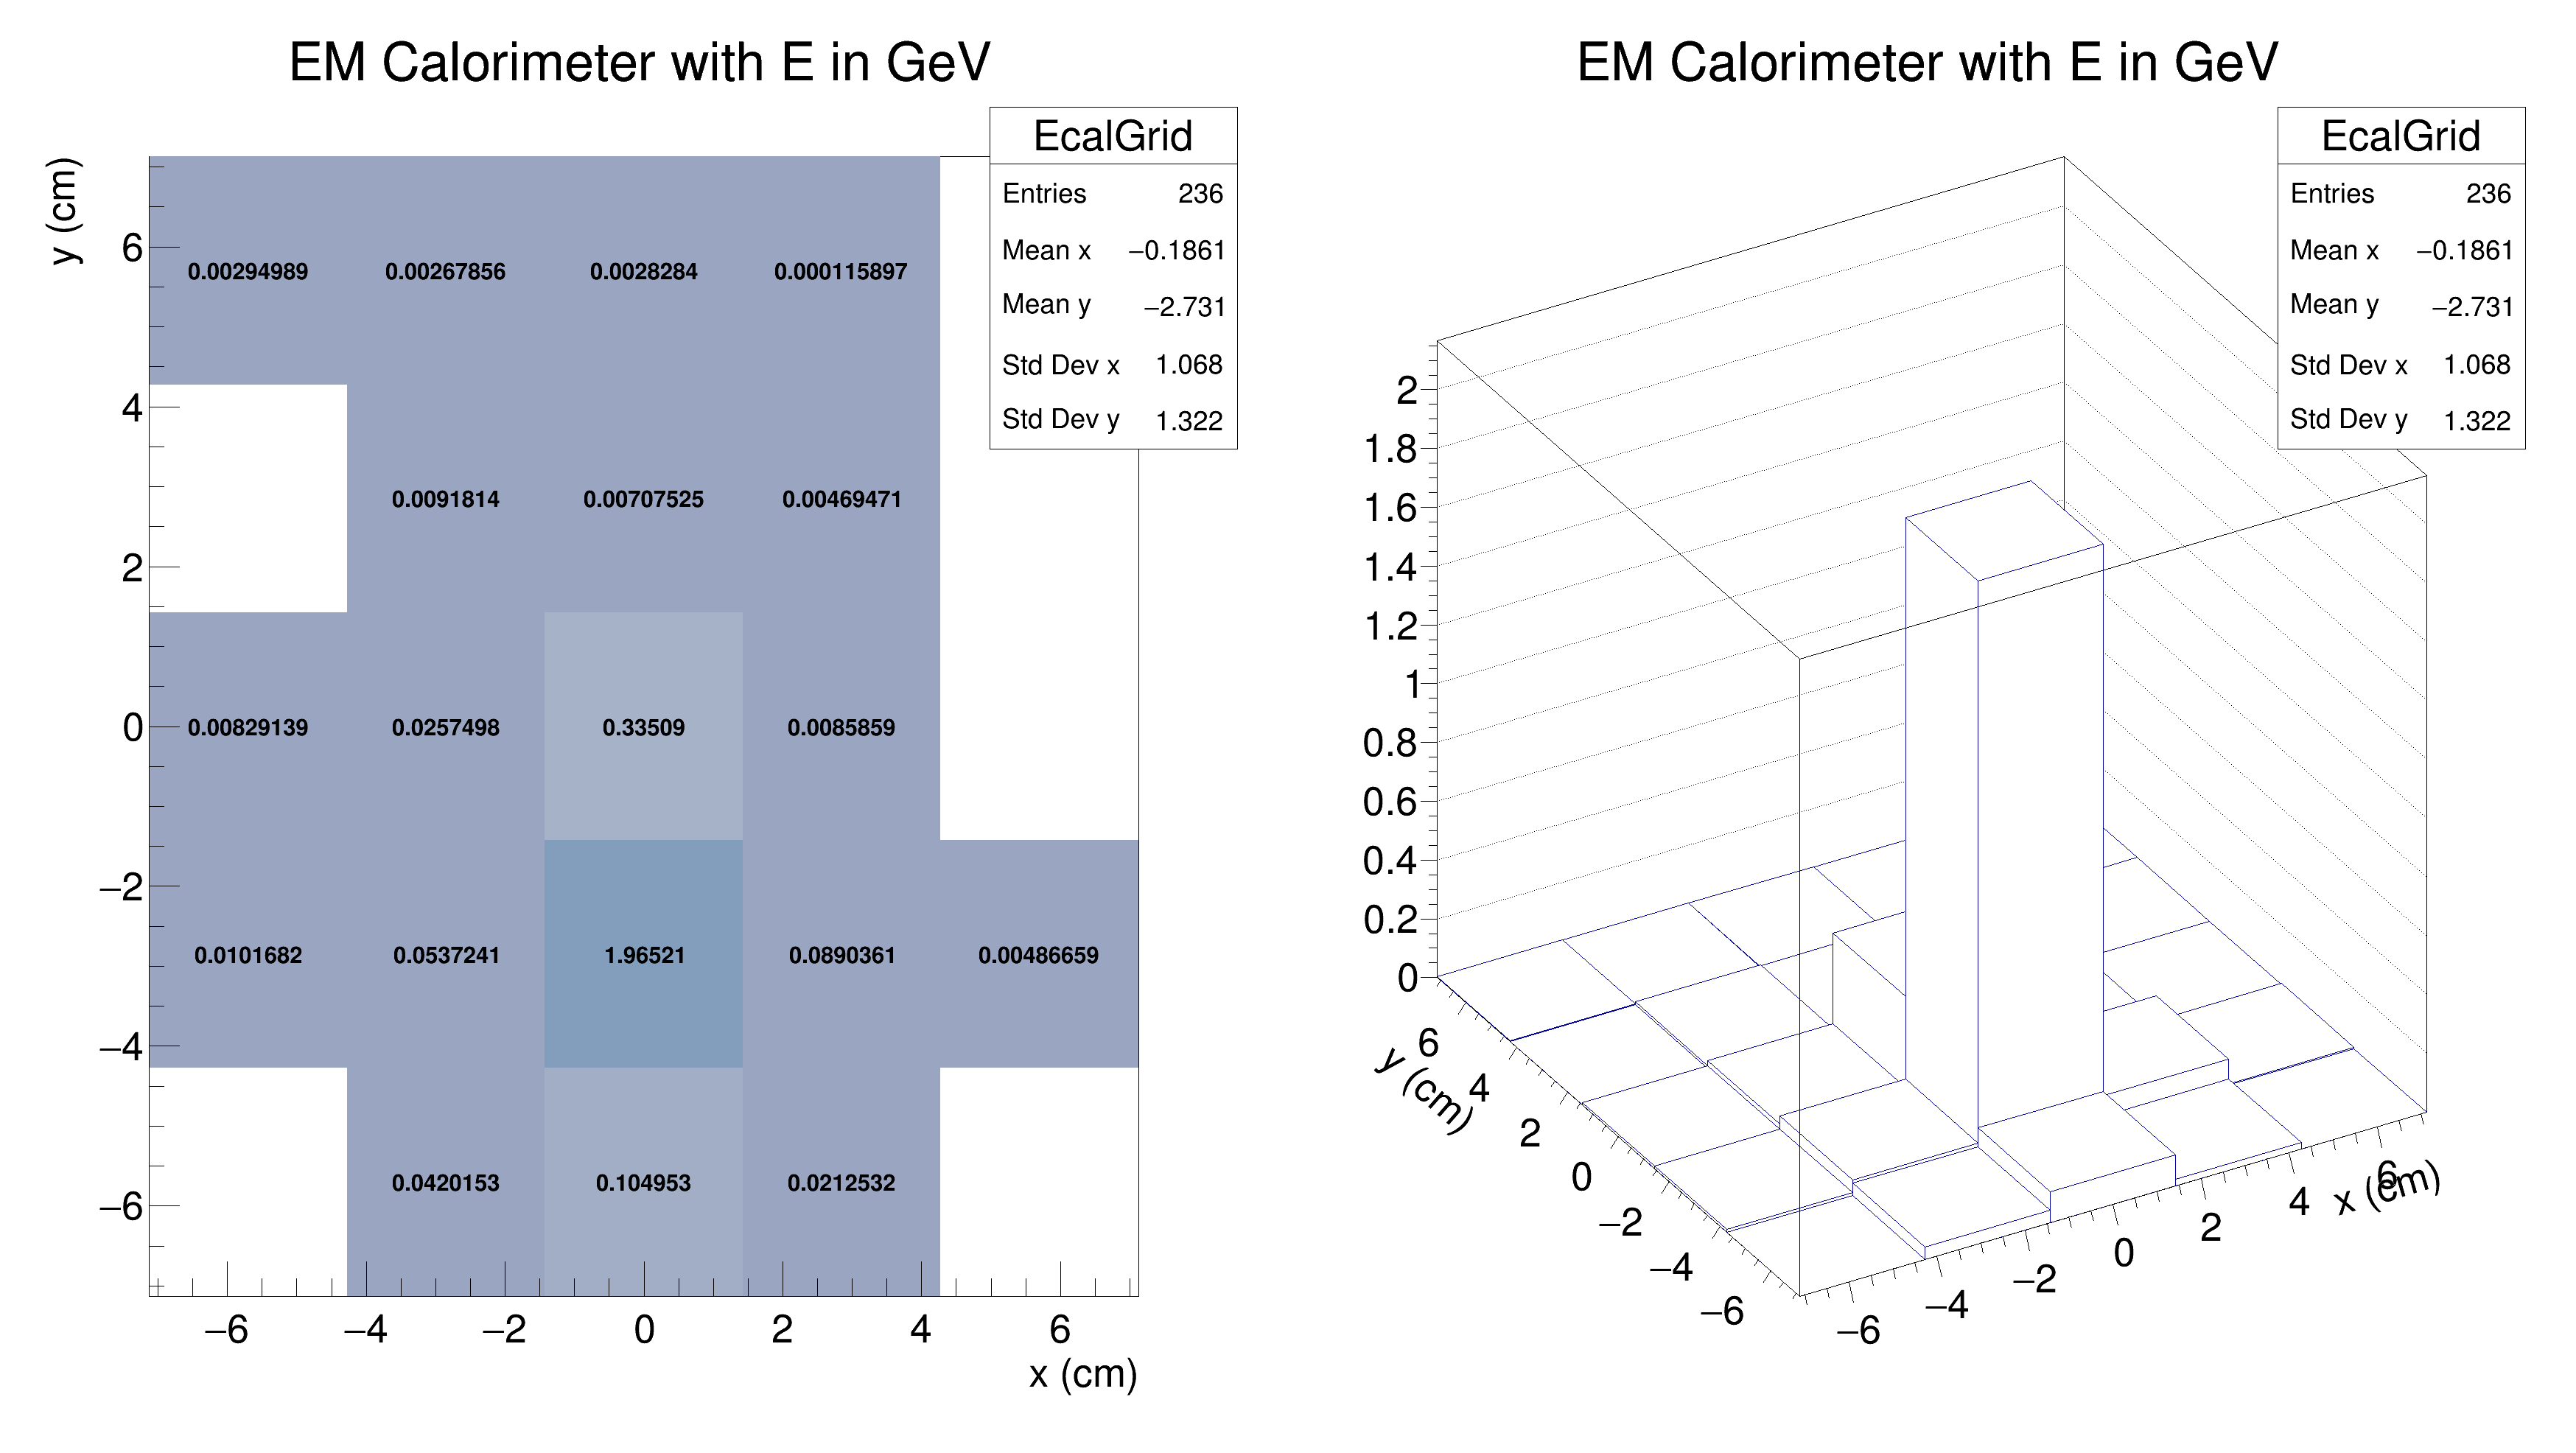 EM Calorimeter with E in GeV
EcalGrid
Entries 236
Mean x −0.1861
Mean y −2.731
Std Dev x 1.068
Std Dev y 1.322
y (cm)
6
4
2
0
−2
−4
−6
0.00294989 0.00267856 0.0028284 0.000115897
0.0091814 0.00707525 0.00469471
0.00829139 0.0257498 0.33509 0.0085859
0.0101682 0.0537241 1.96521 0.0890361 0.00486659
0.0420153 0.104953 0.0212532
−6 −4 −2 0 2 4 6
x (cm)
EM Calorimeter with E in GeV
EcalGrid
Entries 236
Mean x −0.1861
Mean y −2.731
Std Dev x 1.068
Std Dev y 1.322
2
1.8
1.6
1.4
1.2
1
0.8
0.6
0.4
0.2
0
6
4
2
0
−2
−4
−6
y (cm)
−6
−4
−2
0
2
4
6
x (cm)